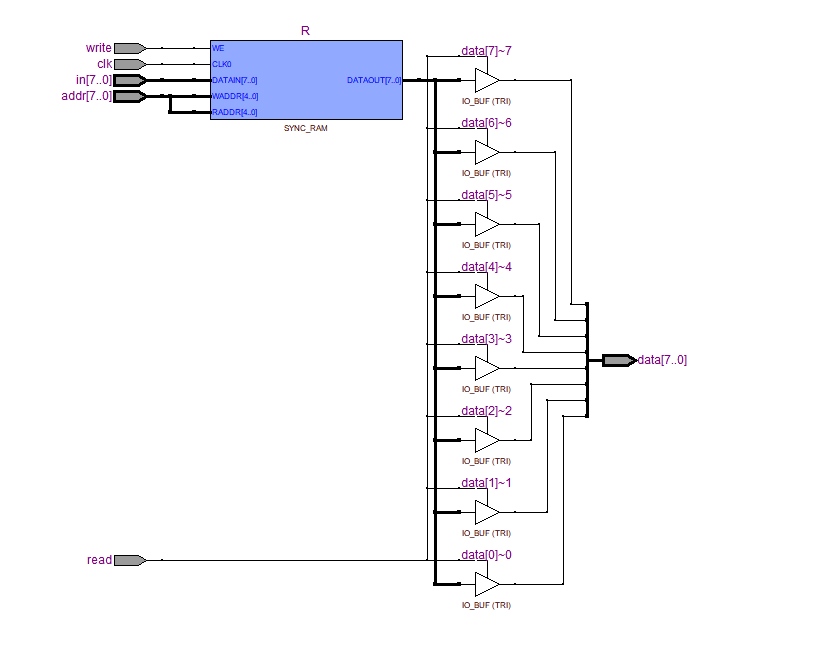 R
write
WE
clk
CLK0
in[7..0]
DATAIN[7..0]
DATAOUT[7..0]
addr[7..0]
WADDR[4..0]
RADDR[4..0]
SYNC_RAM
data[7]~7
IO_BUF (TRI)
data[6]~6
IO_BUF (TRI)
data[5]~5
IO_BUF (TRI)
data[4]~4
IO_BUF (TRI)
data[3]~3
data[7..0]
IO_BUF (TRI)
data[2]~2
IO_BUF (TRI)
data[1]~1
IO_BUF (TRI)
read
data[0]~0
IO_BUF (TRI)